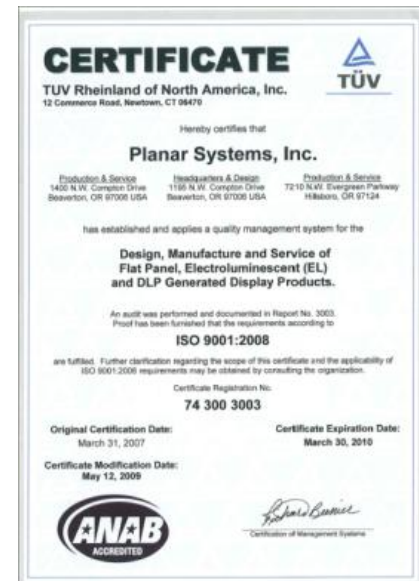 CERTIFICATE
TÜV
TUV Rheinland of North America, Inc.
12 Commerce Road, Newtown, CT 06470
Hereby certifies that
Planar Systems, Inc.
Production & Service
1400 N.W. Compton Drive
Beaverton, OR 97006 USA
Headquarters & Design
1195 N.W. Compton Drive
Beaverton, OR 97006 USA
Production & Service
7210 N.W. Evergreen Parkway
Hillsboro, OR 97124
has established and applies a quality management system for the
Design, Manufacture and Service of
Flat Panel, Electroluminescent (EL)
and DLP Generated Display Products.
An audit was performed and documented in Report No. 3003.
Proof has been furnished that the requirements according to
ISO 9001:2008
are fulfilled. Further clarification regarding the scope of this certificate and the applicability of
ISO 9001:2008 requirements may be obtained by consulting the organization.
Certificate Registration No.
74 300 3003
Original Certification Date:
March 31, 2007
Certificate Expiration Date:
March 30, 2010
Certificate Modification Date:
May 12, 2009
ANAB
ACCREDITED
Certification of Management Systems